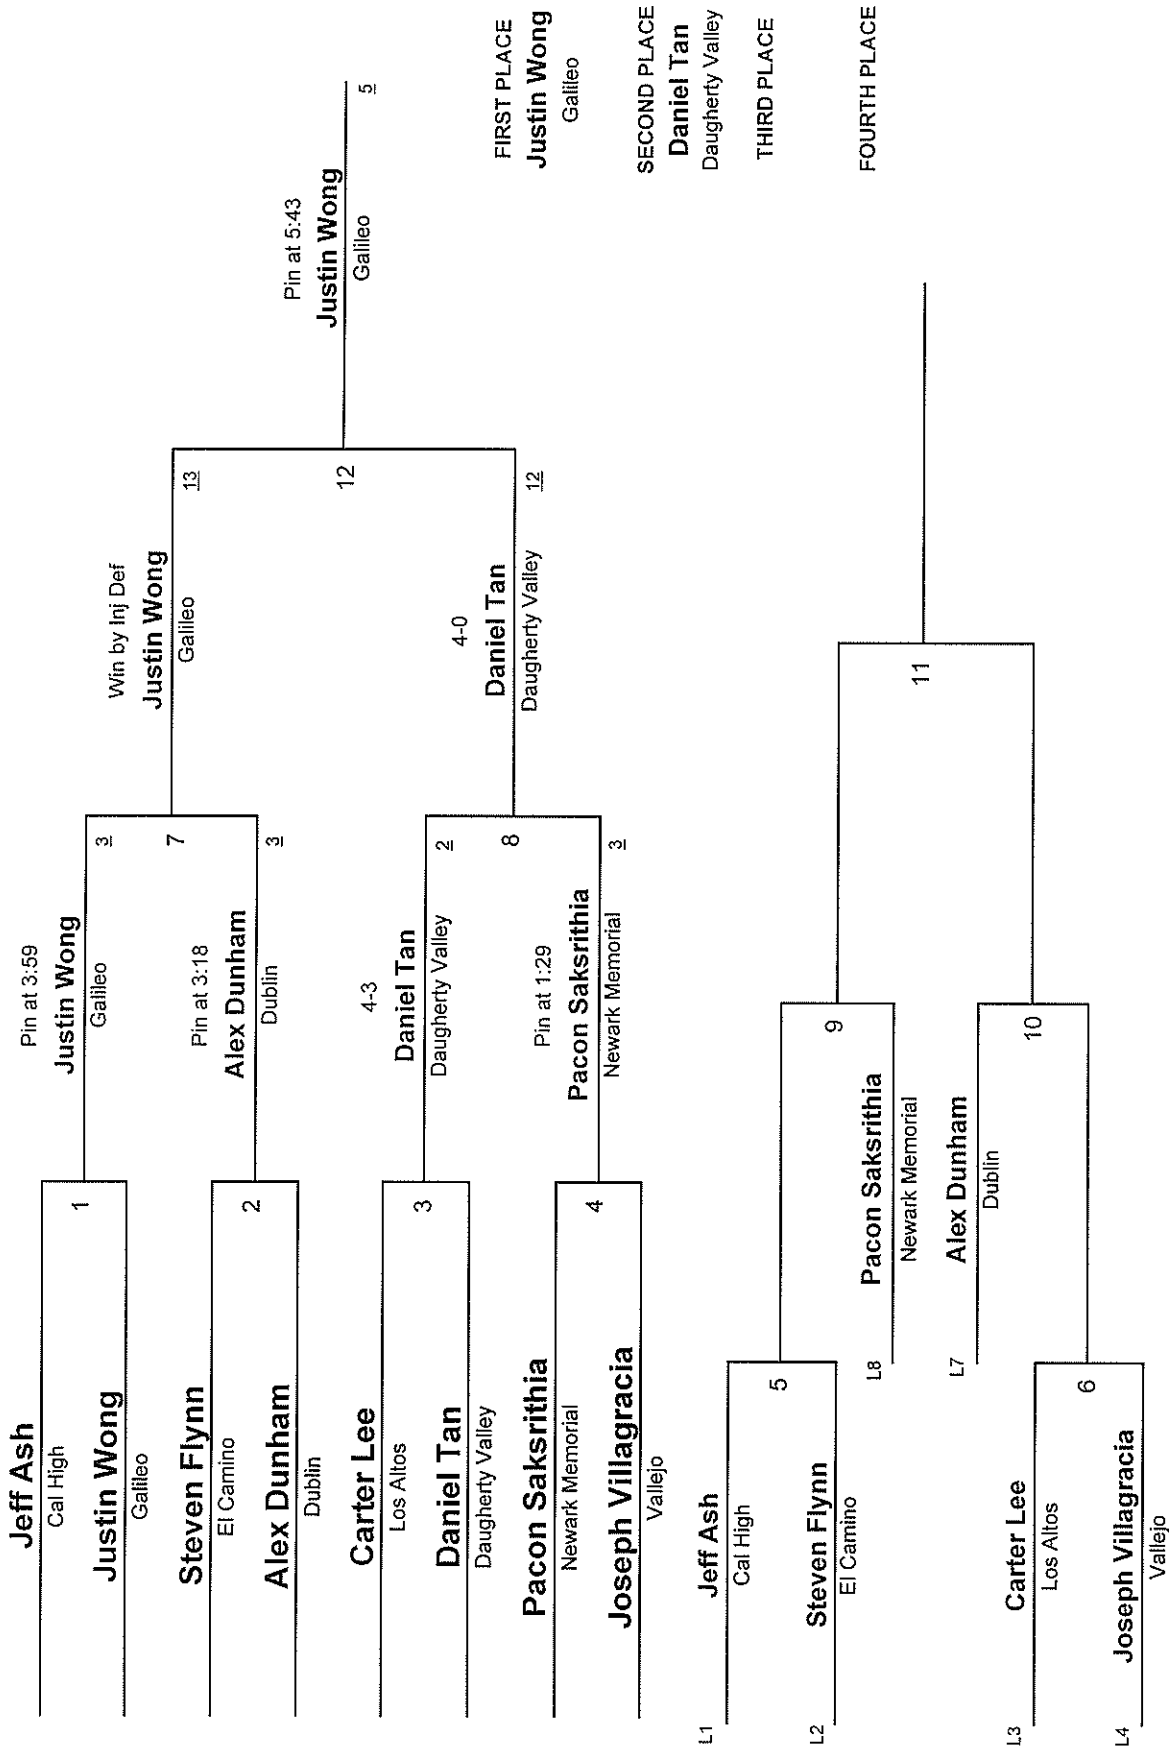 Jeff Ash
Cal High
1
Justin Wong
Galileo
Pin at 3:59
Justin Wong
Galileo
3
Steven Flynn
El Camino
2
Alex Dunham
Dublin
Pin at 3:18
Alex Dunham
Dublin
3
7
Win by Inj Def
Justin Wong
Galileo
13
Carter Lee
Los Altos
3
Daniel Tan
Daugherty Valley
4-3
Daniel Tan
Daugherty Valley
2
Pacon Saksrithia
Newark Memorial
4
Joseph Villagracia
Vallejo
Pin at 1:29
Pacon Saksrithia
Newark Memorial
3
8
4-0
Daniel Tan
Daugherty Valley
12
12
Pin at 5:43
Justin Wong
Galileo
5
FIRST PLACE
Justin Wong
Galileo
SECOND PLACE
Daniel Tan
Daugherty Valley
THIRD PLACE
FOURTH PLACE
L1
Jeff Ash
Cal High
5
L2
Steven Flynn
El Camino
9
L8
Pacon Saksrithia
Newark Memorial
11
L7
Alex Dunham
Dublin
10
L3
Carter Lee
Los Altos
6
L4
Joseph Villagracia
Vallejo